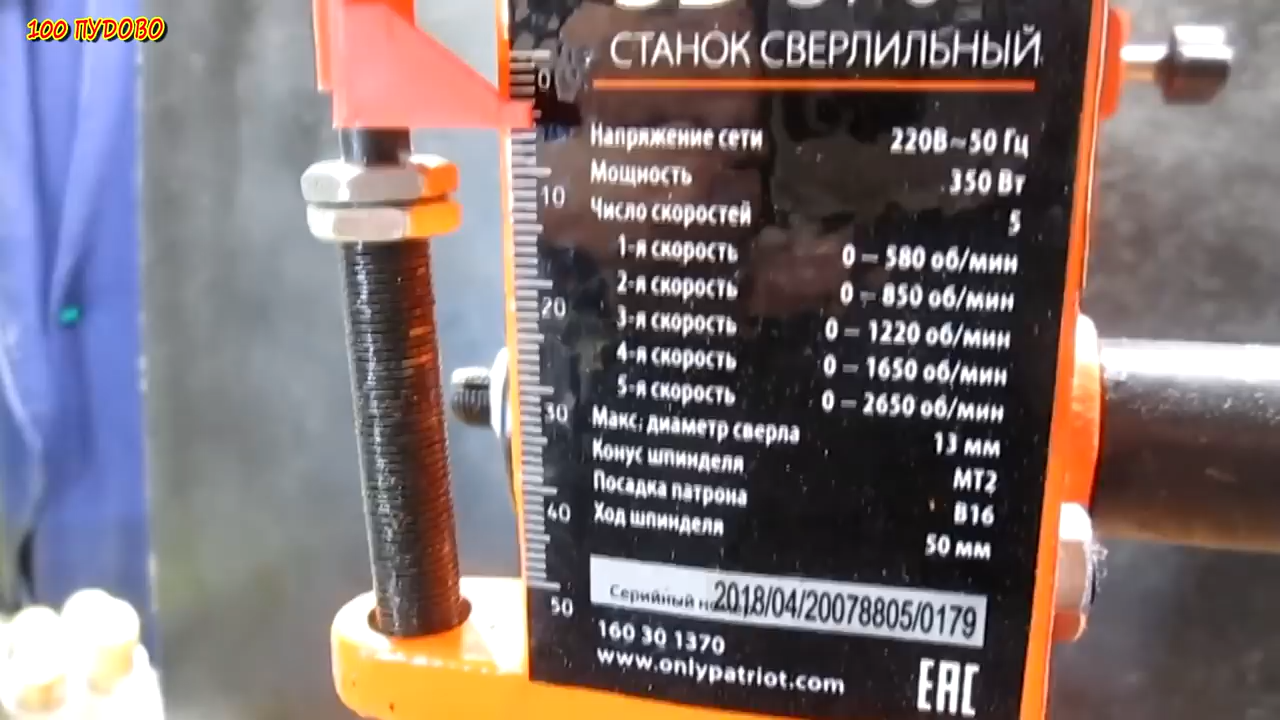 100 ПУДОВО
СТАНОК СВЕРЛИЛЬНЫЙ
Напряжение сети 220В~50 Гц
Мощность 350 Вт
Число скоростей 5
1-я скорость 0 – 580 об/мин
2-я скорость 0 – 850 об/мин
3-я скорость 0 – 1220 об/мин
4-я скорость 0 – 1650 об/мин
5-я скорость 0 – 2650 об/мин
Макс. диаметр сверла 13 мм
Конус шпинделя МТ2
Посадка патрона В16
Ход шпинделя 50 мм
Серийный 2018/04/20078805/0179
160 30 1370
www.onlypatriot.com
EAC
0
10
20
30
40
50